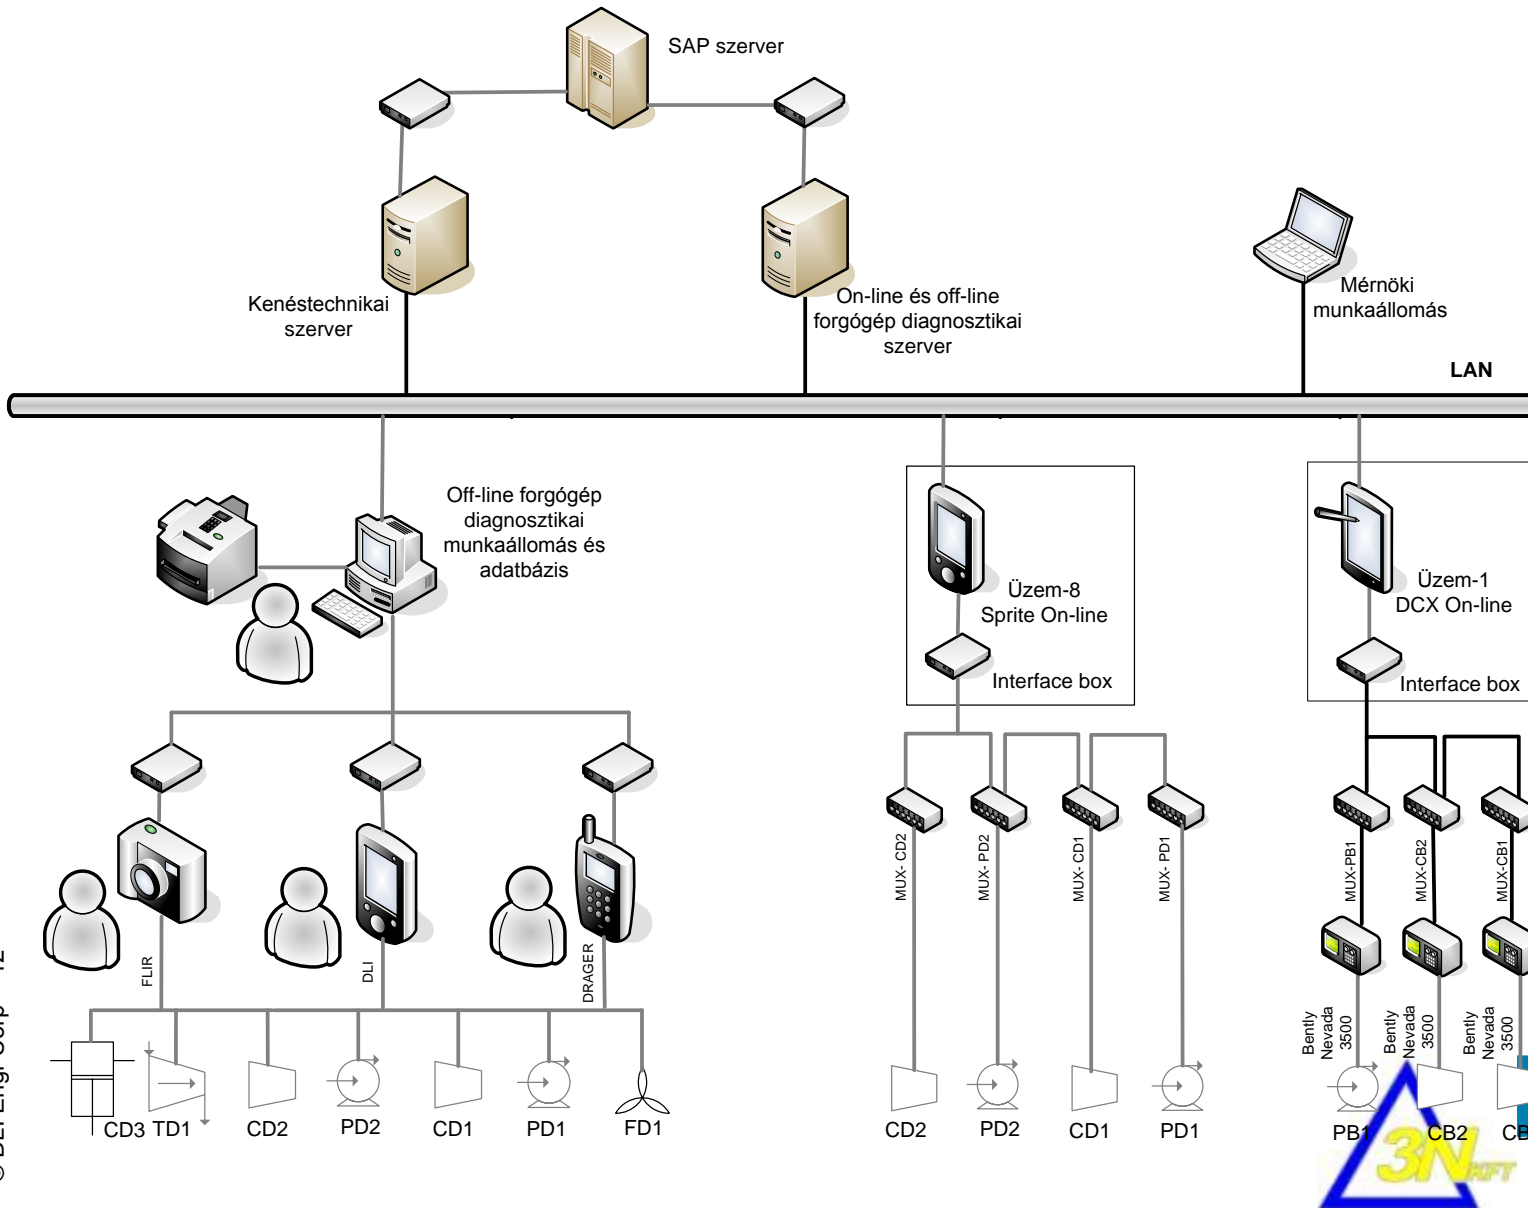 SAP szerver
Kenéstechnikai
szerver
On-line és off-line
forgógép diagnosztikai
szerver
Mérnöki
munkaállomás
LAN
Off-line forgógép
diagnosztikai
munkaállomás és
adatbázis
Üzem-8
Sprite On-line
Interface box
Üzem-1
DCX On-line
Interface box
MUX- CD2
MUX- PD2
MUX- CD1
MUX- PD1
MUX-PB1
MUX-CB2
MUX-CB1
FLIR
DLI
DRAGER
Bently
Nevada
3500
Bently
Nevada
3500
Bently
Nevada
3500
CD3
TD1
CD2
PD2
CD1
PD1
FD1
CD2
PD2
CD1
PD1
PB1
CB2
CB
3N
KFT